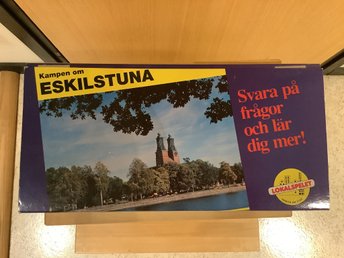 Kampen om
ESKILSTUNA
Svara på
frågor
och lär
dig mer!
LOKALSPELET